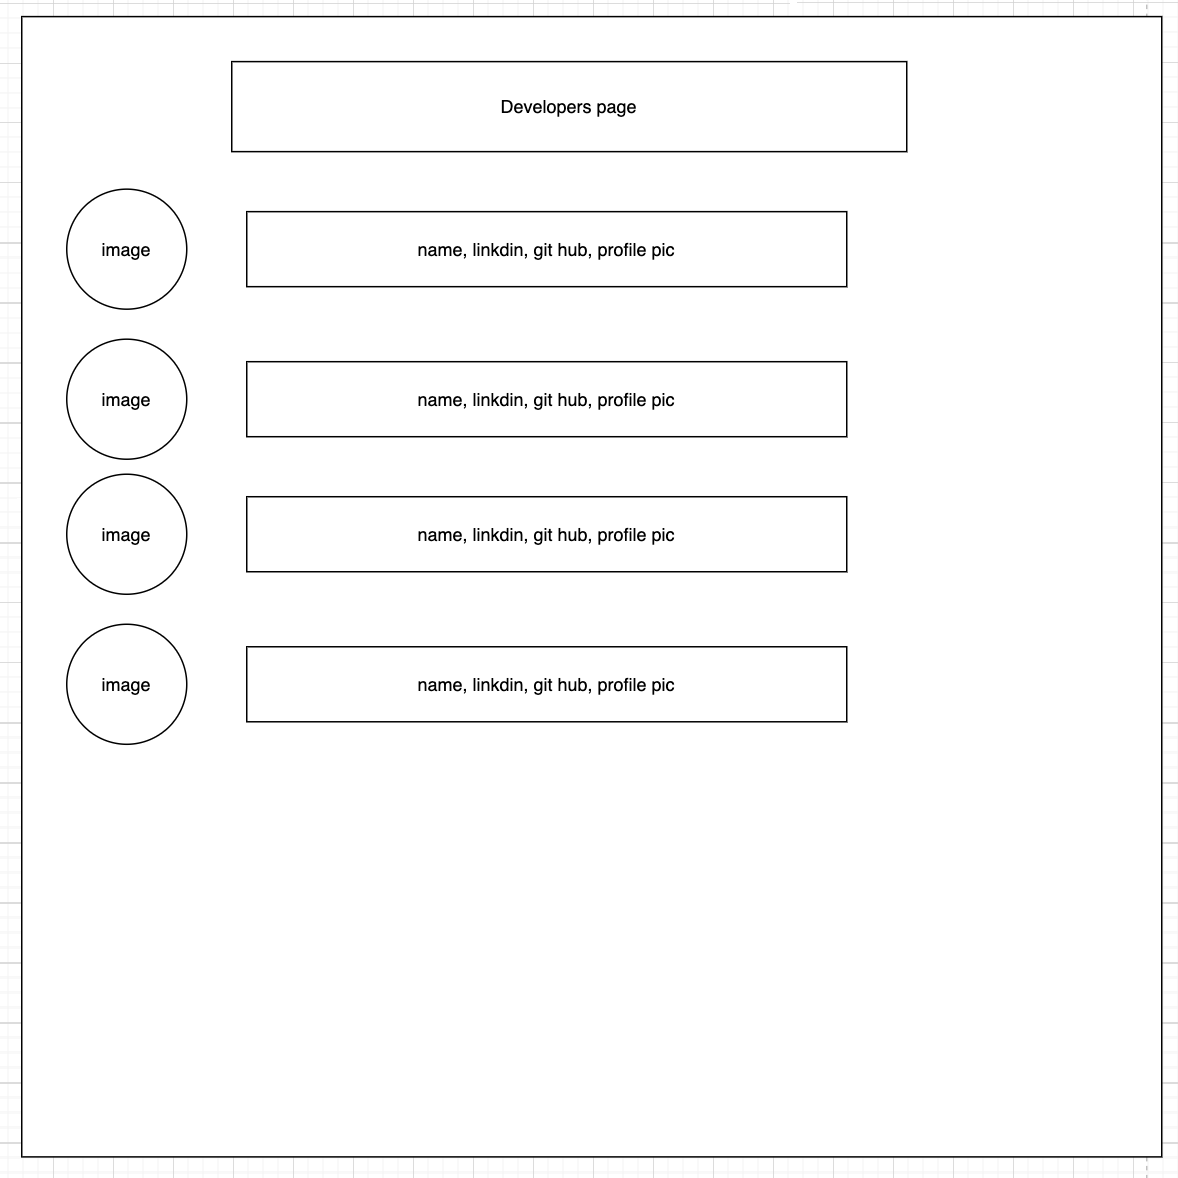 Developers page
image
name, linkdin, git hub, profile pic
image
name, linkdin, git hub, profile pic
image
name, linkdin, git hub, profile pic
image
name, linkdin, git hub, profile pic